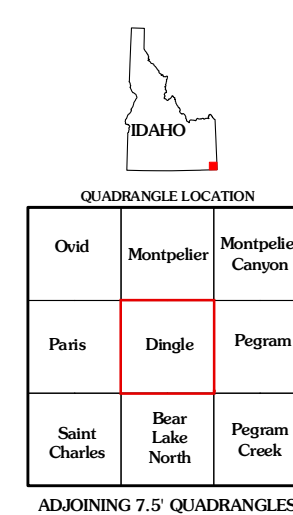 IDAHO
QUADRANGLE LOCATION
Ovid
Montpelier
Montpelie
Canyon
Paris
Dingle
Pegram
Saint
Charles
Bear
Lake
North
Pegram
Creek
ADJOINING 7.5' QUADRANGLES